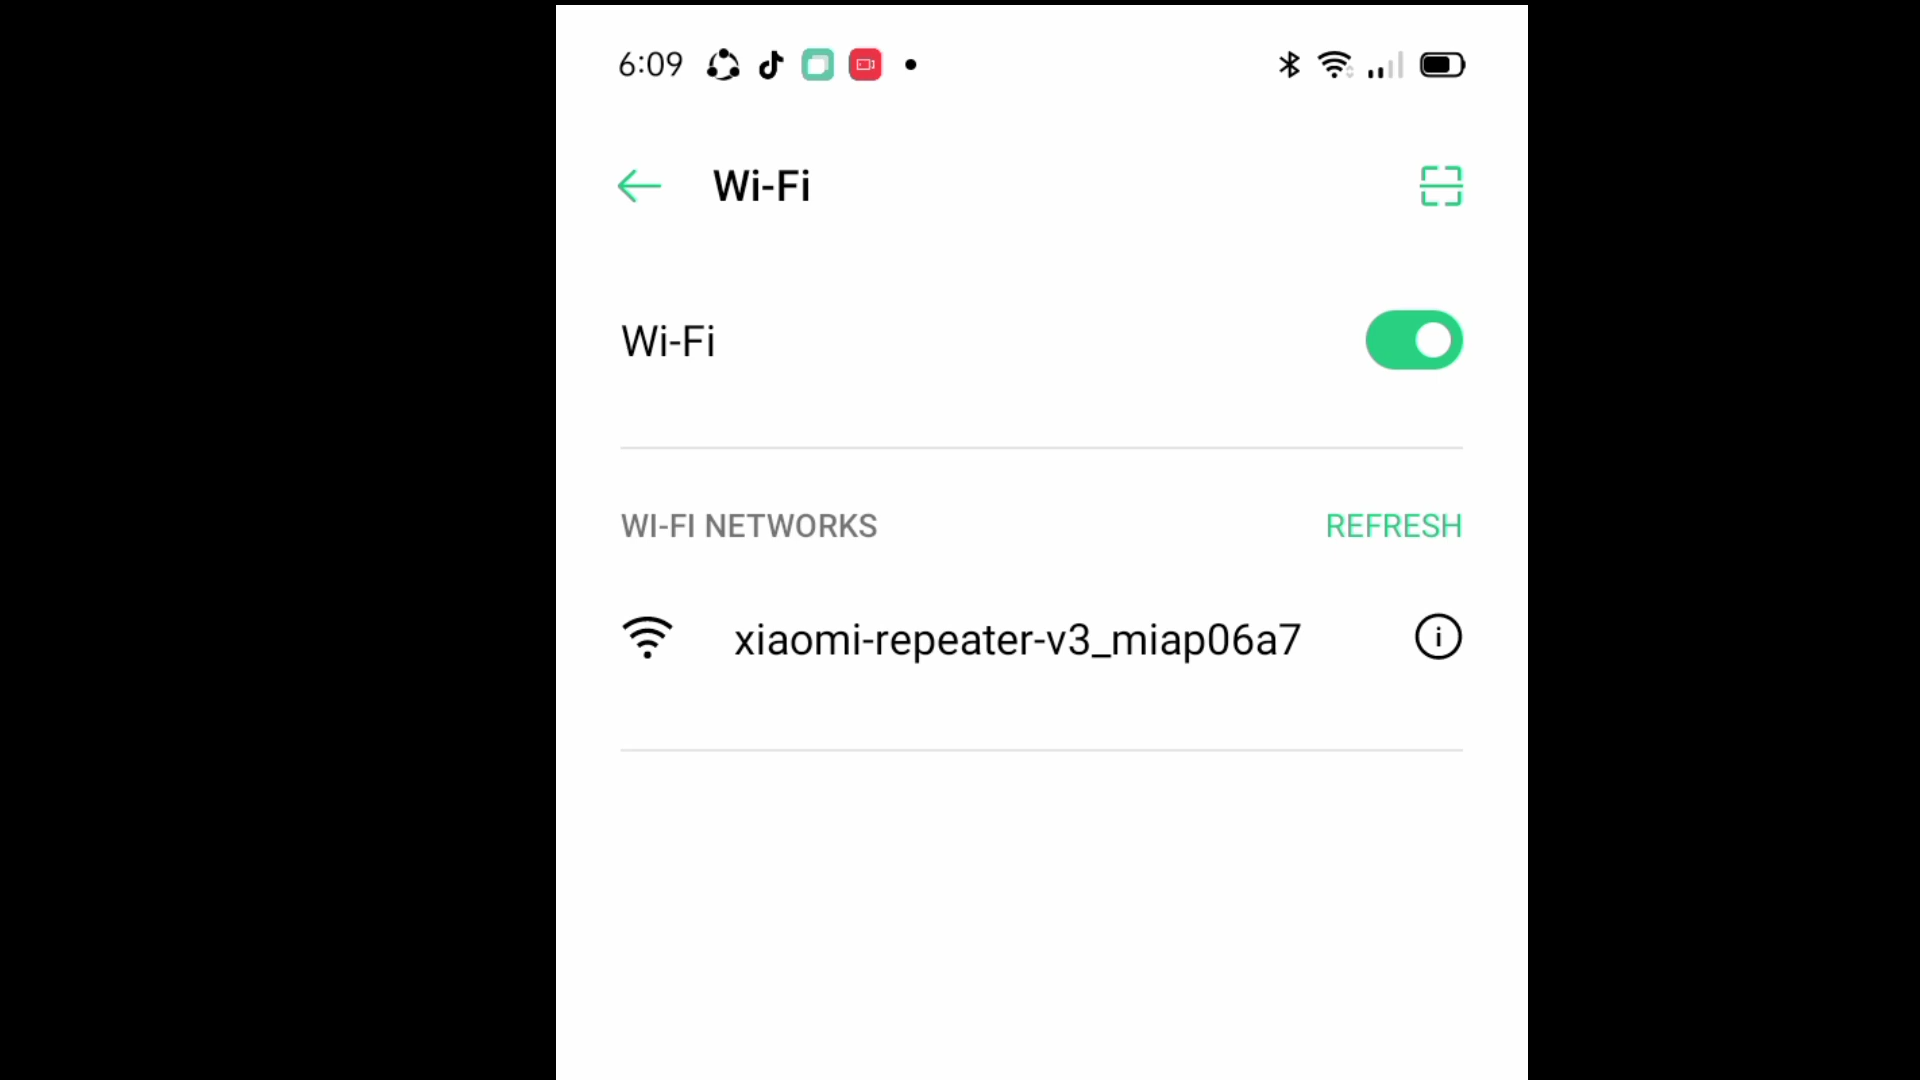 6:09
Wi-Fi
Wi-Fi
WI-FI NETWORKS REFRESH
xiaomi-repeater-v3_miap06a7